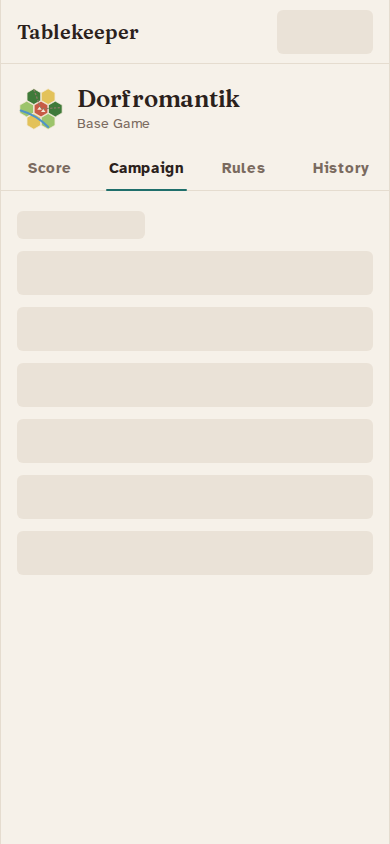 Tablekeeper
Dorfromantik
Base Game
Score
Campaign
Rules
History